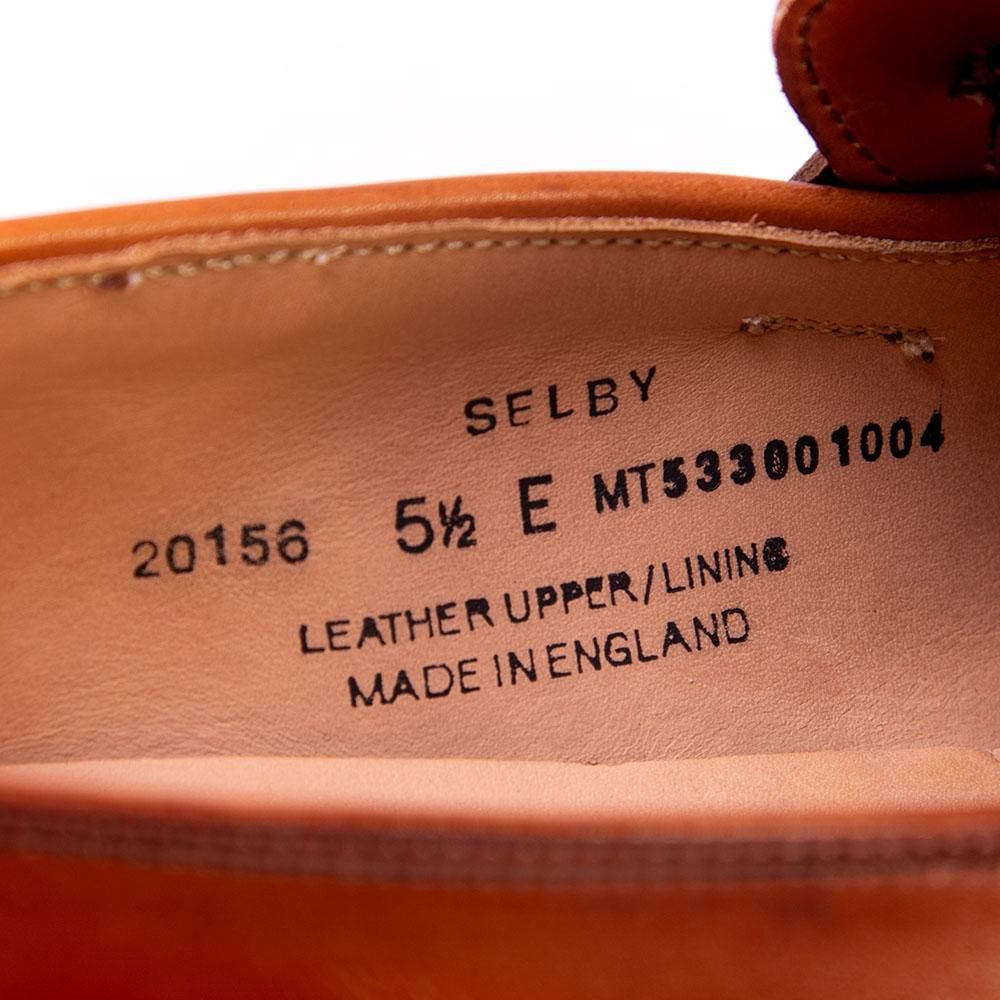 SELBY
20156 5½ E MT533001004
LEATHER UPPER/LINING
MADE IN ENGLAND